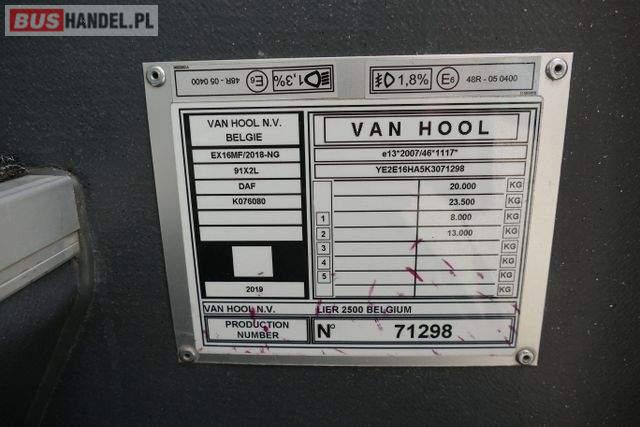 BUSHANDEL.PL
48R - 05 0400 E6 1,3%
1,8% E6 48R - 05 0400
VAN HOOL N.V.
BELGIE
EX16MF/2018-NG
91X2L
DAF
K076080
2019
VAN HOOL
e13*2007/46*1117*
YE2E16HA5K3071298
20.000 KG
23.500 KG
1 8.000 KG
2 13.000 KG
3 KG
4 KG
5 KG
KG
VAN HOOL N.V. LIER 2500 BELGIUM
PRODUCTION NUMBER N° 71298